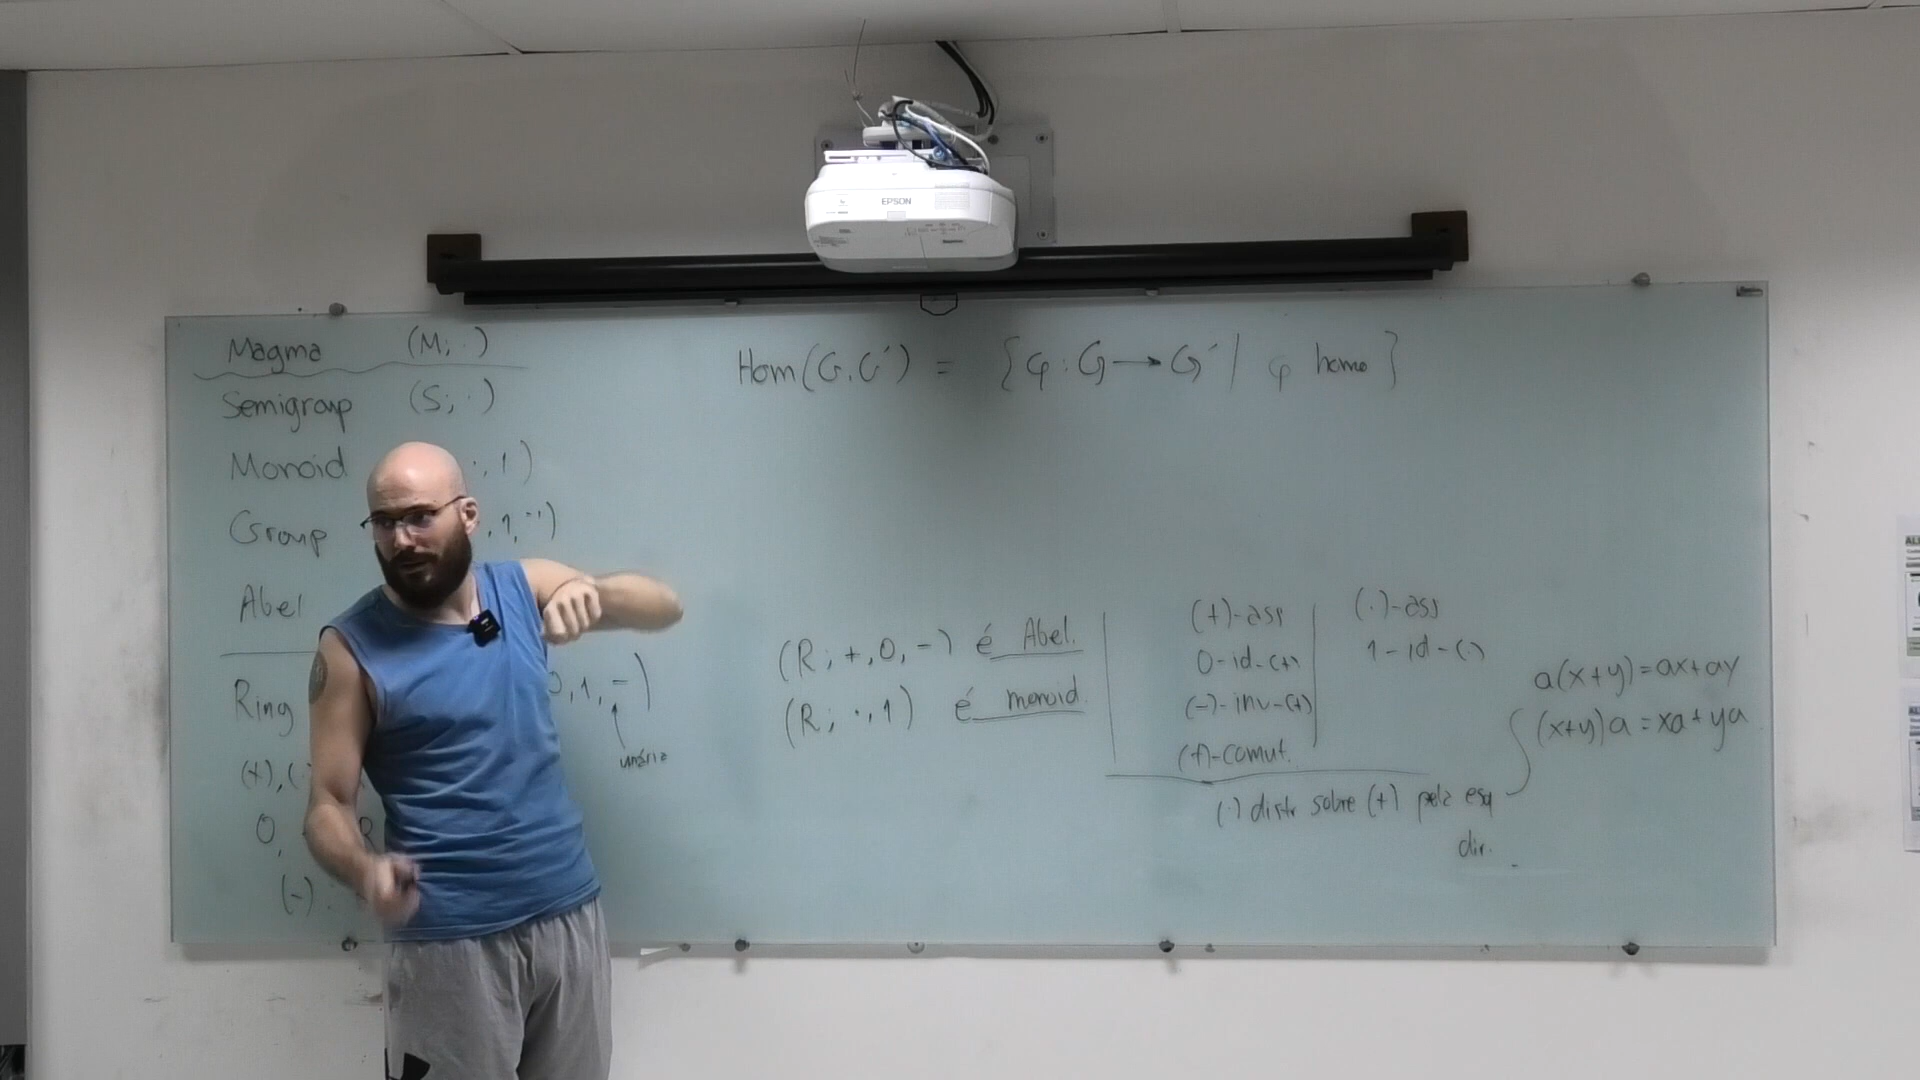 EPSON
Magma (M; ·)
Semigroup (S; ·)
Monoid ·, 1)
Group , 1, ⁻¹)
Abel
Ring 0, 1, −)
unária
(+), (·
0, R
(−) :
Hom(G, G′) = {φ : G → G′ | φ homo}
(R ; +, 0, −) é Abel.
(R ; ·, 1) é monoid.
(+)-ass
0-id-(+)
(−)-inv-(+)
(+)-comut.
(·)-ass
1-id-(·)
(·) distr sobre (+) pela esq
dir.
a(x+y) = ax+ay
(x+y)a = xa+ya